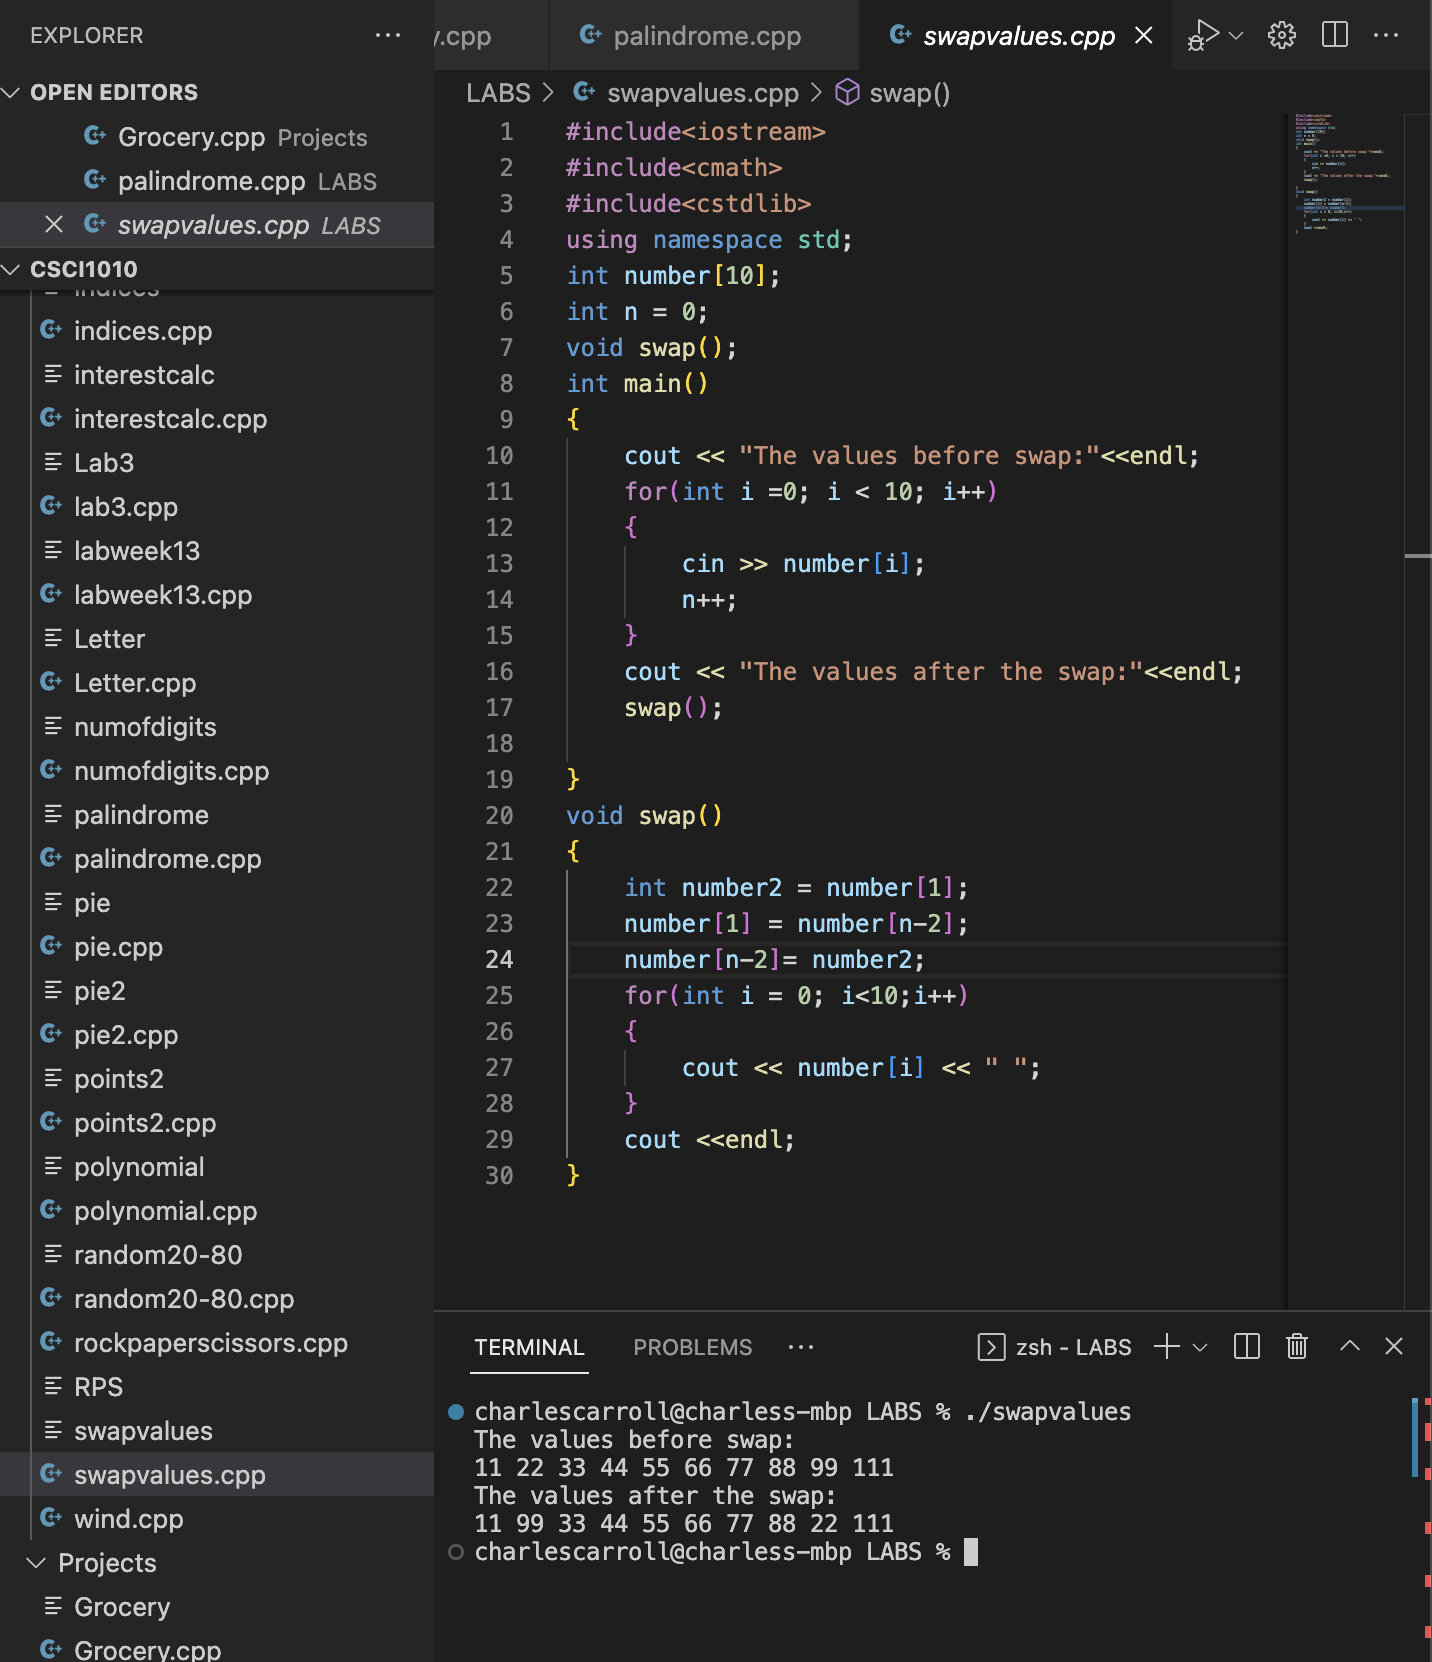 EXPLORER
OPEN EDITORS
Grocery.cpp Projects
palindrome.cpp LABS
swapvalues.cpp LABS
CSCI1010
indices
indices.cpp
interestcalc
interestcalc.cpp
Lab3
lab3.cpp
labweek13
labweek13.cpp
Letter
Letter.cpp
numofdigits
numofdigits.cpp
palindrome
palindrome.cpp
pie
pie.cpp
pie2
pie2.cpp
points2
points2.cpp
polynomial
polynomial.cpp
random20-80
random20-80.cpp
rockpaperscissors.cpp
RPS
swapvalues
swapvalues.cpp
wind.cpp
Projects
Grocery
Grocery.cpp
y.cpp palindrome.cpp swapvalues.cpp
LABS > swapvalues.cpp > swap()
1 #include<iostream>
2 #include<cmath>
3 #include<cstdlib>
4 using namespace std;
5 int number[10];
6 int n = 0;
7 void swap();
8 int main()
9 {
10 cout << "The values before swap:"<<endl;
11 for(int i =0; i < 10; i++)
12 {
13 cin >> number[i];
14 n++;
15 }
16 cout << "The values after the swap:"<<endl;
17 swap();
18
19 }
20 void swap()
21 {
22 int number2 = number[1];
23 number[1] = number[n-2];
24 number[n-2]= number2;
25 for(int i = 0; i<10;i++)
26 {
27 cout << number[i] << " ";
28 }
29 cout <<endl;
30 }
TERMINAL PROBLEMS ... zsh - LABS
charlescarroll@charless-mbp LABS % ./swapvalues
The values before swap:
11 22 33 44 55 66 77 88 99 111
The values after the swap:
11 99 33 44 55 66 77 88 22 111
charlescarroll@charless-mbp LABS %